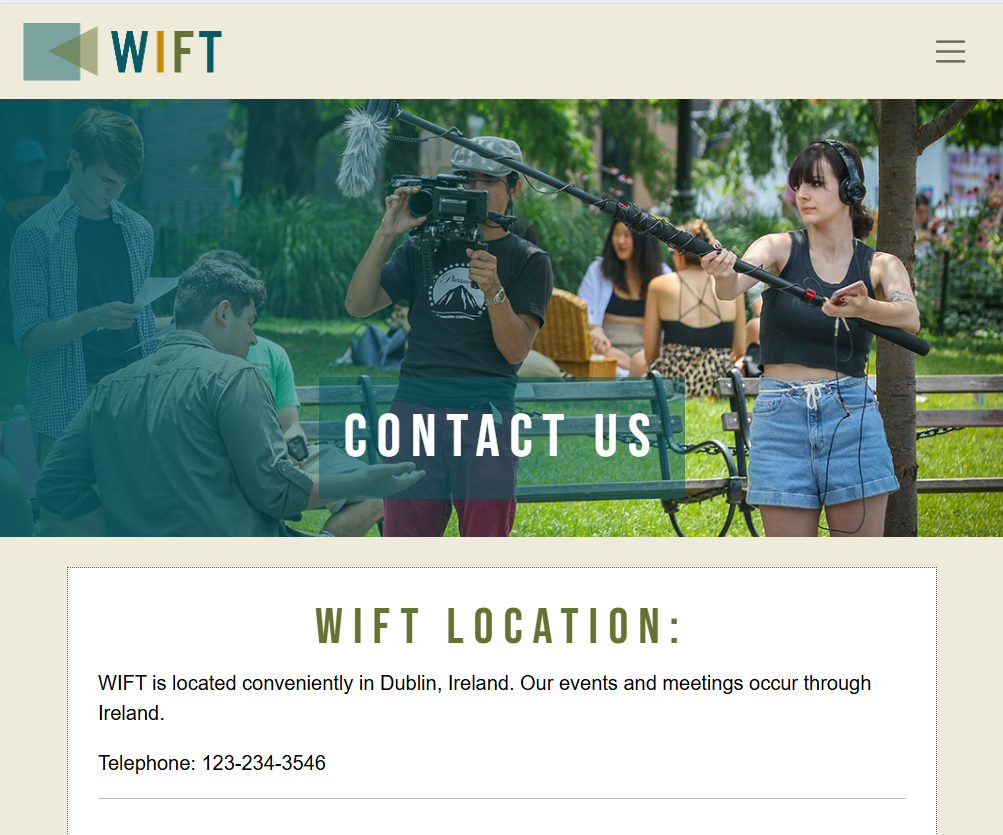 WIFT
CONTACT US
WIFT LOCATION:
WIFT is located conveniently in Dublin, Ireland. Our events and meetings occur through
Ireland.
Telephone: 123-234-3546